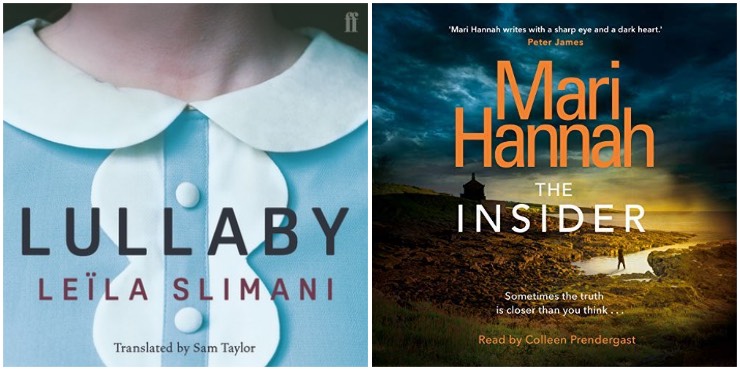 ff
LULLABY
LEÏLA SLIMANI
Translated by Sam Taylor
'Mari Hannah writes with a sharp eye and a dark heart.'
Peter James
Mari
Hannah
THE
INSIDER
Sometimes the truth
is closer than you think . . .
Read by Colleen Prendergast